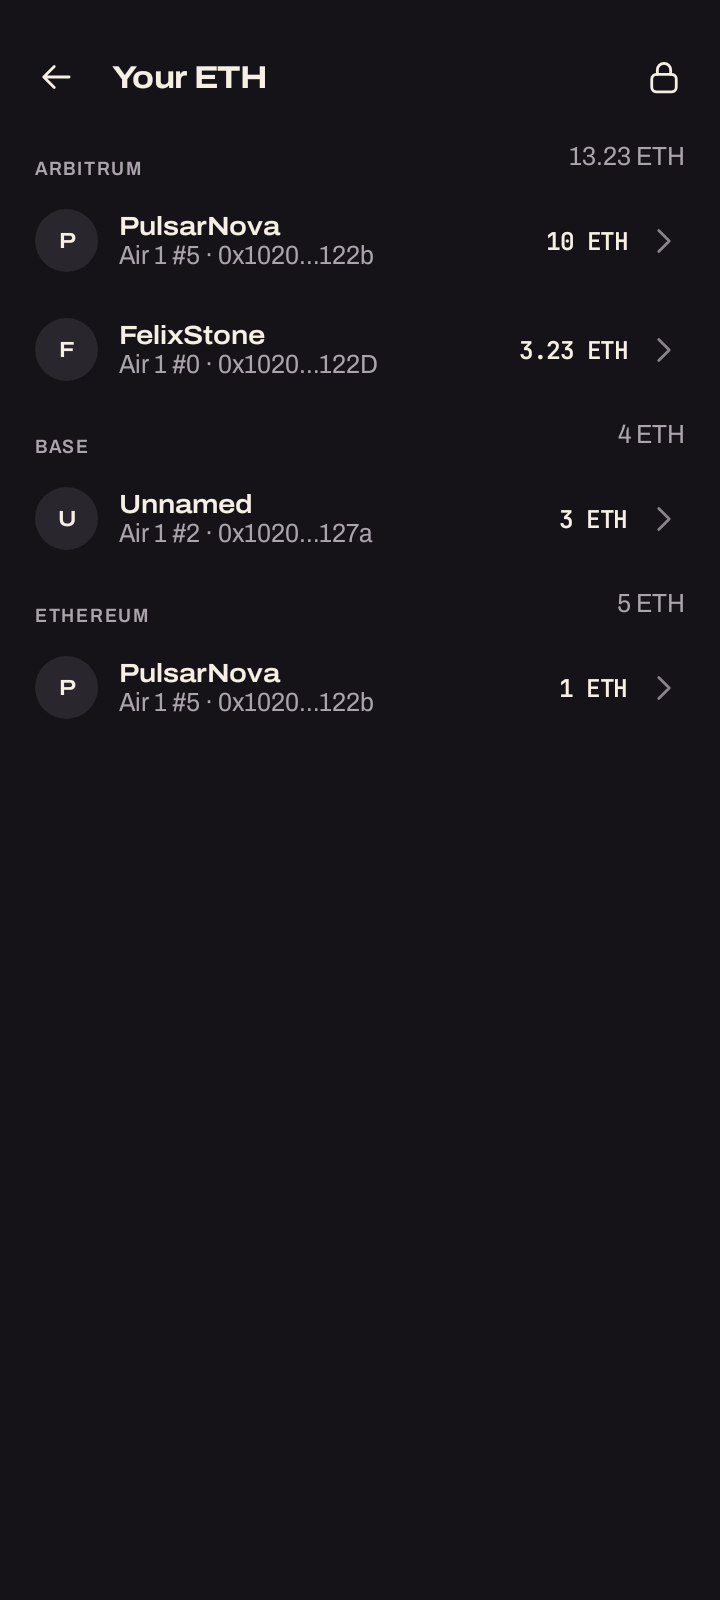 Your ETH
ARBITRUM 13.23 ETH
P PulsarNova 10 ETH
Air 1 #5 · 0x1020...122b
F FelixStone 3.23 ETH
Air 1 #0 · 0x1020...122D
BASE 4 ETH
U Unnamed 3 ETH
Air 1 #2 · 0x1020...127a
ETHEREUM 5 ETH
P PulsarNova 1 ETH
Air 1 #5 · 0x1020...122b